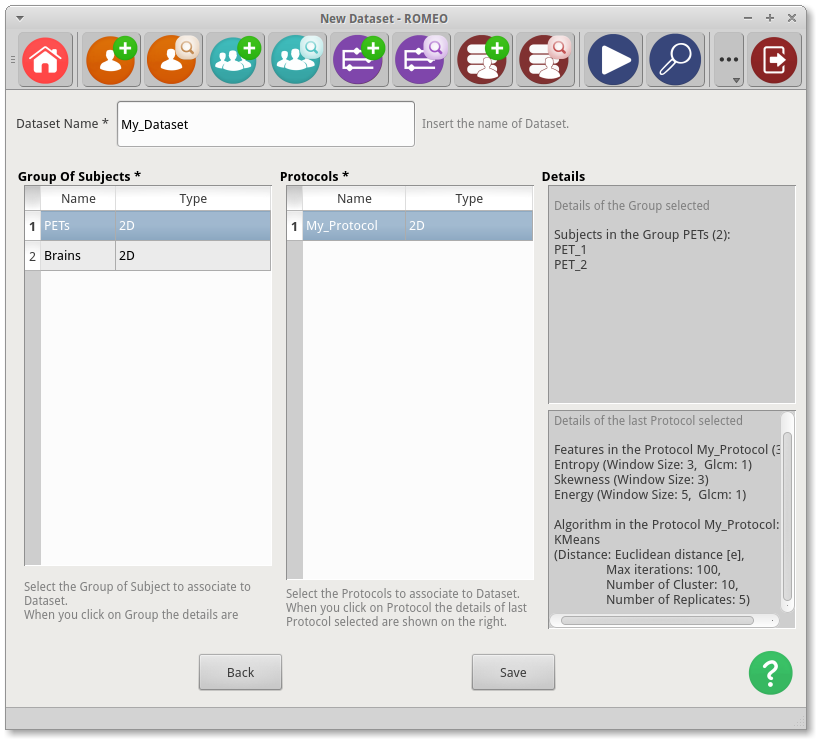 New Dataset - ROMEO
Dataset Name *
My_Dataset
Insert the name of Dataset.
Group Of Subjects *
Name Type
1 PETs 2D
2 Brains 2D
Select the Group of Subject to associate to
Dataset.
When you click on Group the details are
Protocols *
Name Type
1 My_Protocol 2D
Select the Protocols to associate to Dataset.
When you click on Protocol the details of last
Protocol selected are shown on the right.
Details
Details of the Group selected
Subjects in the Group PETs (2):
PET_1
PET_2
Details of the last Protocol selected
Features in the Protocol My_Protocol (3
Entropy (Window Size: 3, Glcm: 1)
Skewness (Window Size: 3)
Energy (Window Size: 5, Glcm: 1)
Algorithm in the Protocol My_Protocol:
KMeans
(Distance: Euclidean distance [e],
Max iterations: 100,
Number of Cluster: 10,
Number of Replicates: 5)
Back
Save
?